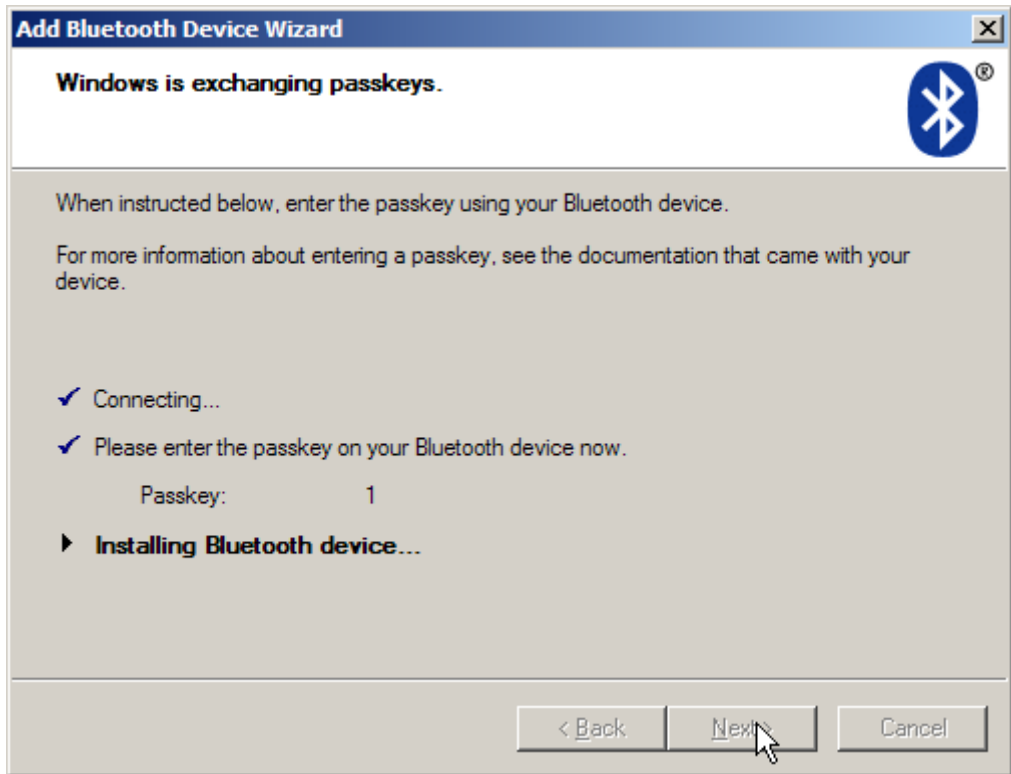 Add Bluetooth Device Wizard
Windows is exchanging passkeys.
®
When instructed below, enter the passkey using your Bluetooth device.
For more information about entering a passkey, see the documentation that came with your
device.
Connecting...
Please enter the passkey on your Bluetooth device now.
Passkey: 1
Installing Bluetooth device...
< Back Next > Cancel